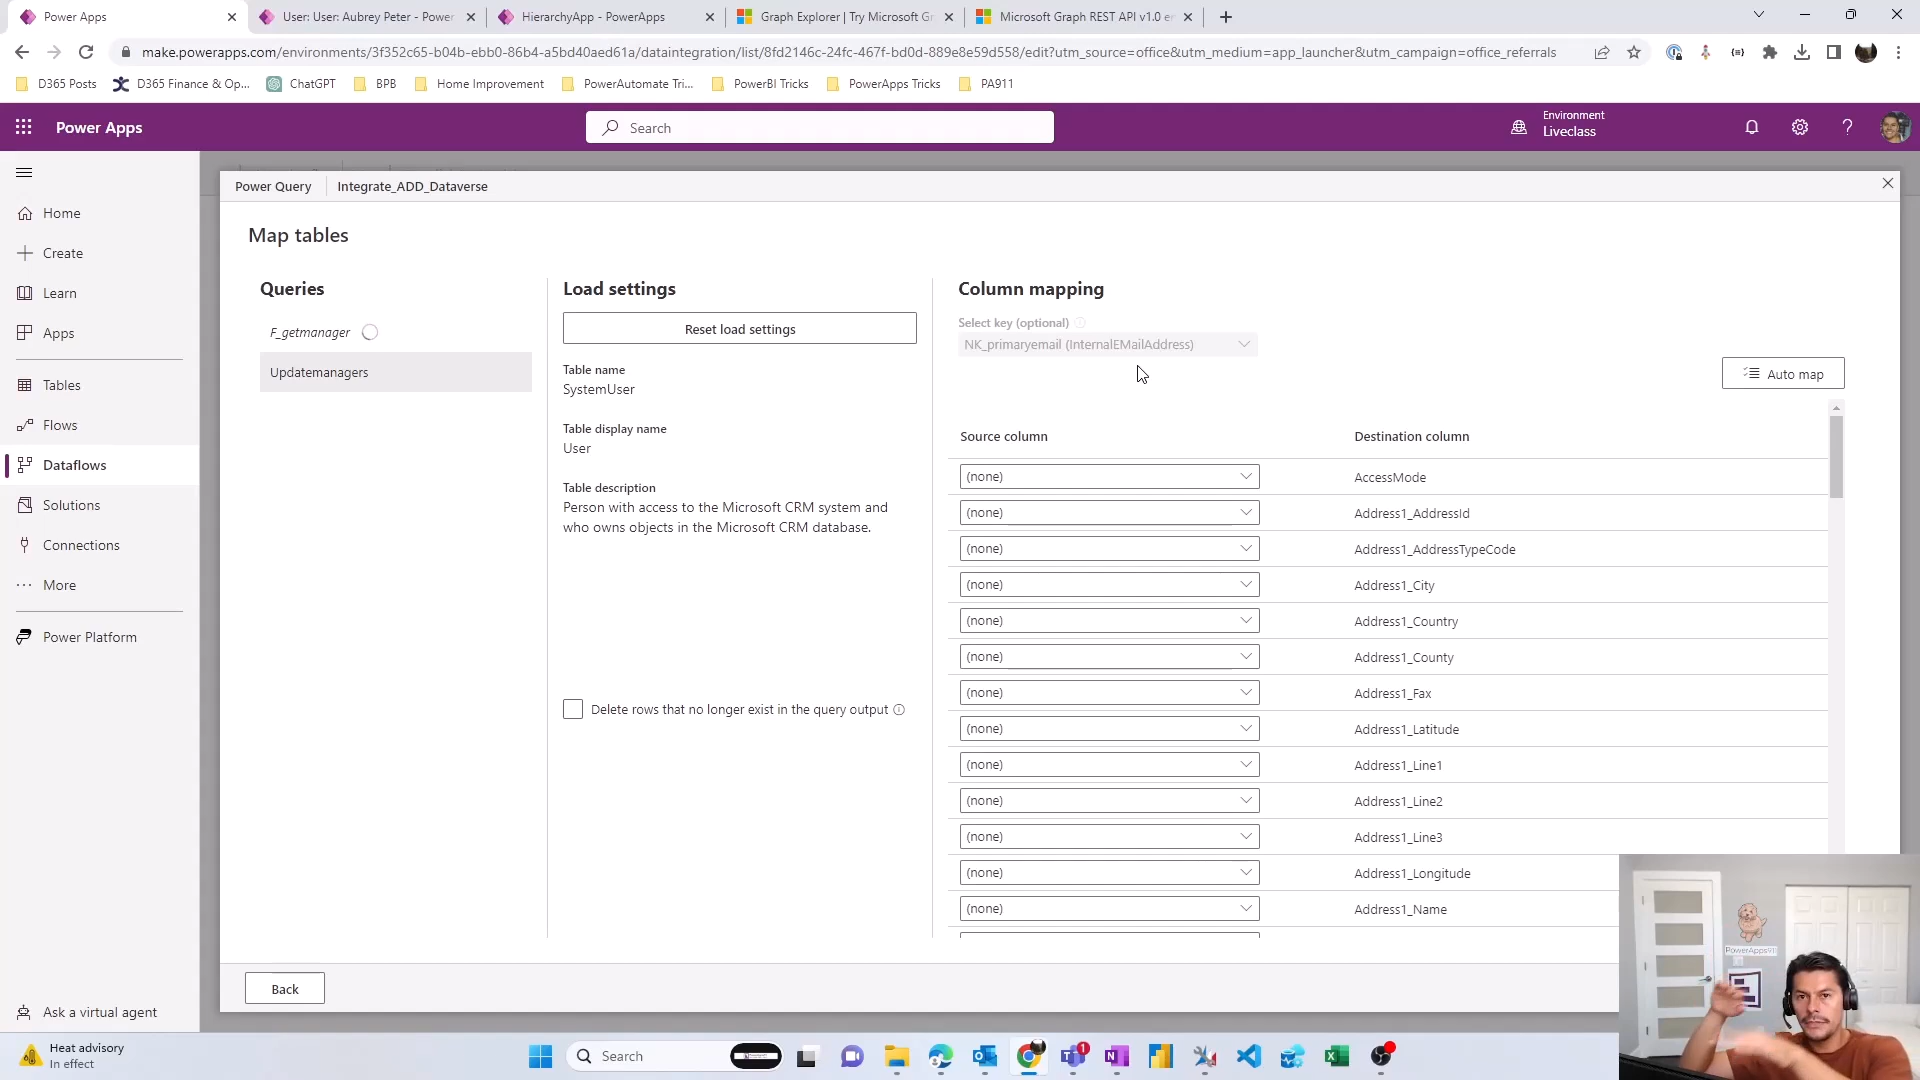 Power Apps
User: User: Aubrey Peter - Power
HierarchyApp - PowerApps
Graph Explorer | Try Microsoft Gr
Microsoft Graph REST API v1.0 e
make.powerapps.com/environments/3f352c65-b04b-ebb0-86b4-a5bd40aed61a/dataintegration/list/8fd2146c-24fc-467f-bd0d-889e8e59d558/edit?utm_source=office&utm_medium=app_launcher&utm_campaign=office_referrals
D365 Posts
D365 Finance & Op...
ChatGPT
BPB
Home Improvement
PowerAutomate Tri...
PowerBI Tricks
PowerApps Tricks
PA911
Power Apps
Search
Environment
Liveclass
Home
Create
Learn
Apps
Tables
Flows
Dataflows
Solutions
Connections
More
Power Platform
Ask a virtual agent
Power Query
Integrate_ADD_Dataverse
Map tables
Queries
F_getmanager
Updatemanagers
Load settings
Reset load settings
Table name
SystemUser
Table display name
User
Table description
Person with access to the Microsoft CRM system and
who owns objects in the Microsoft CRM database.
Delete rows that no longer exist in the query output
Column mapping
Select key (optional)
NK_primaryemail (InternalEMailAddress)
Auto map
Source column Destination column
(none) AccessMode
(none) Address1_AddressId
(none) Address1_AddressTypeCode
(none) Address1_City
(none) Address1_Country
(none) Address1_County
(none) Address1_Fax
(none) Address1_Latitude
(none) Address1_Line1
(none) Address1_Line2
(none) Address1_Line3
(none) Address1_Longitude
(none) Address1_Name
Back
PowerApps911
Heat advisory
In effect
Search
1